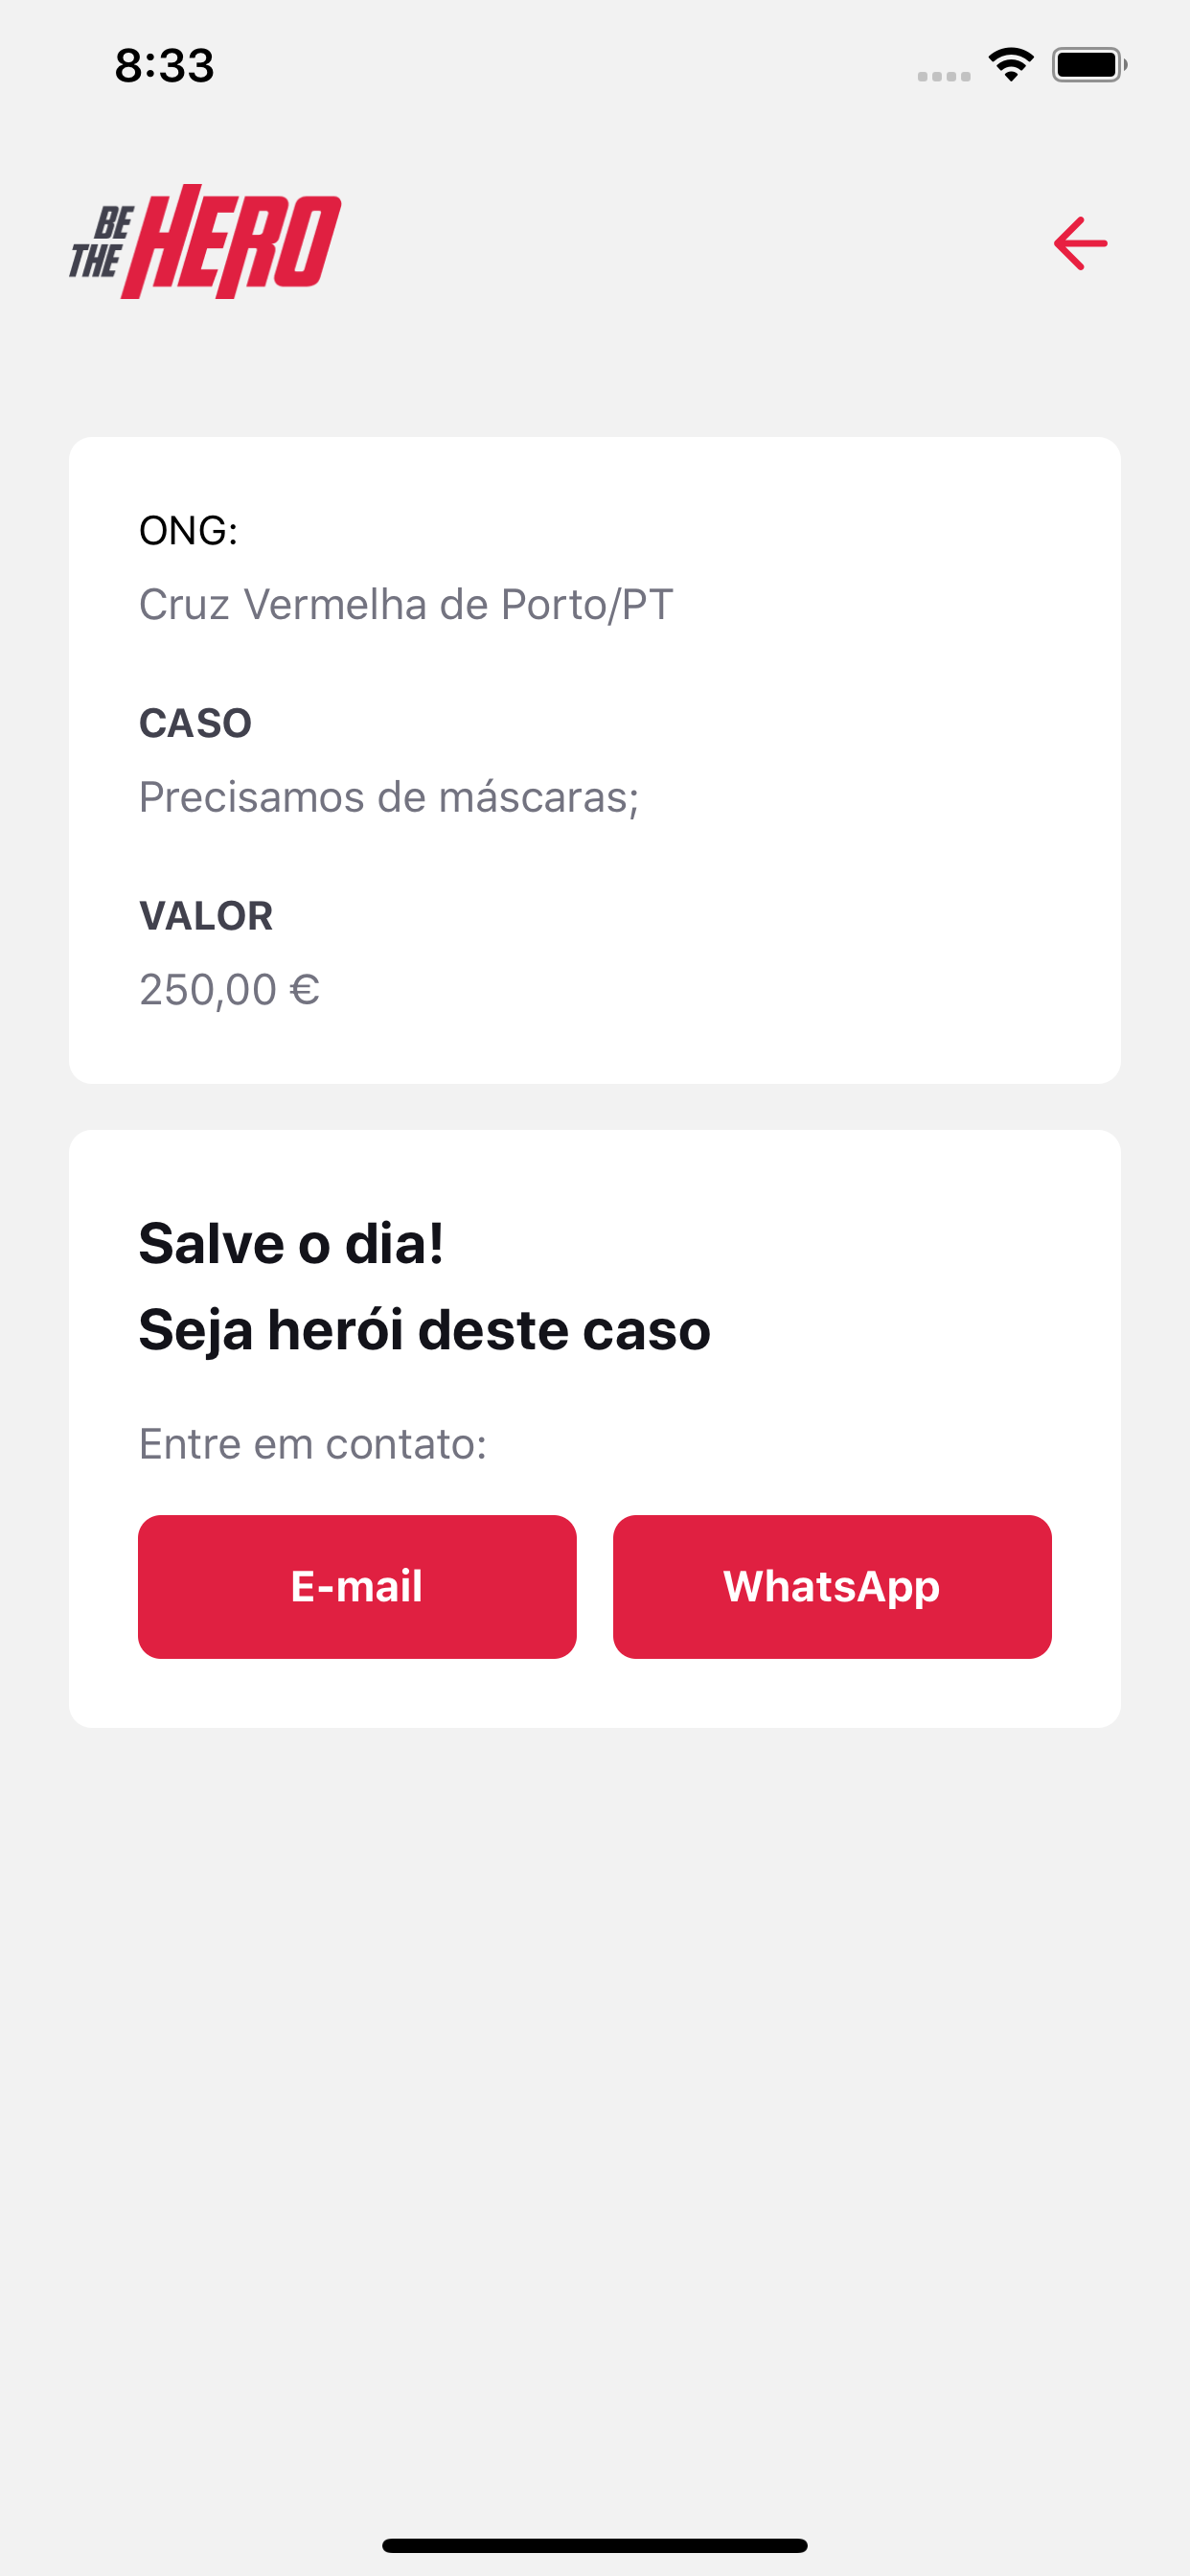 8:33
BE
THE
HERO
ONG:
Cruz Vermelha de Porto/PT
CASO
Precisamos de máscaras;
VALOR
250,00 €
Salve o dia!
Seja herói deste caso
Entre em contato:
E-mail
WhatsApp